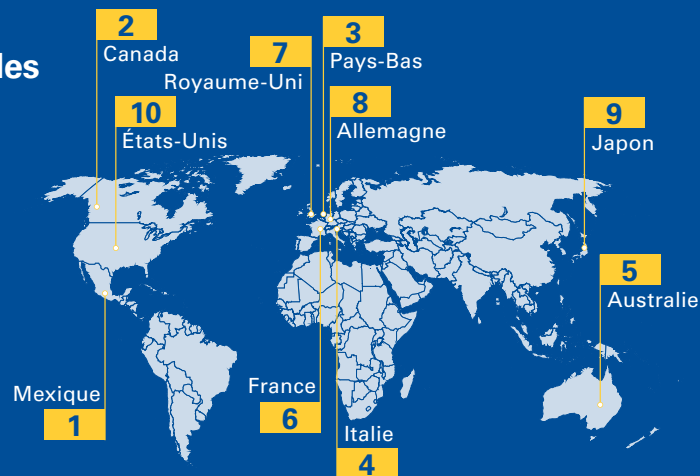 les
2
Canada
7
Royaume-Uni
3
Pays-Bas
10
États-Unis
8
Allemagne
9
Japon
5
Australie
Mexique
1
France
6
Italie
4